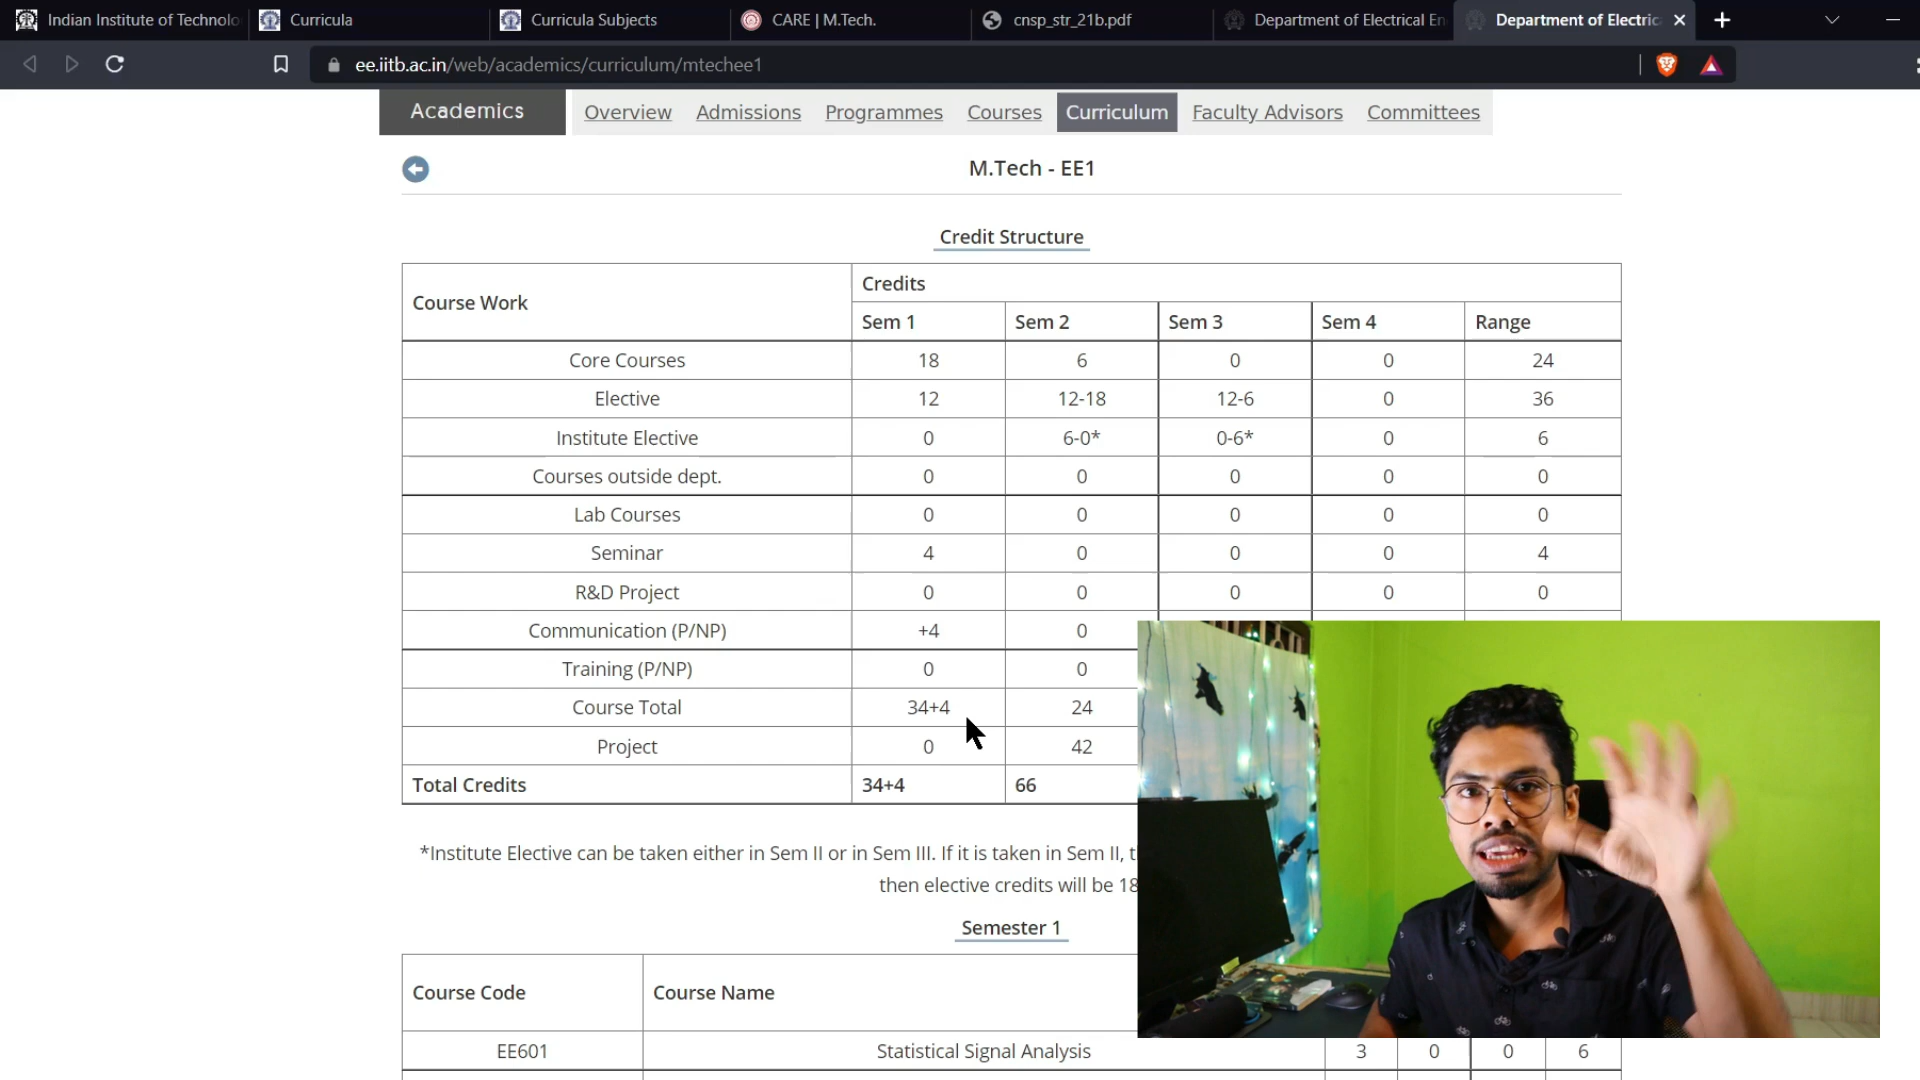 Indian Institute of Technolo
Curricula
Curricula Subjects
CARE | M.Tech.
cnsp_str_21b.pdf
Department of Electrical En
Department of Electric
ee.iitb.ac.in/web/academics/curriculum/mtechee1
Academics Overview Admissions Programmes Courses Curriculum Faculty Advisors Committees
M.Tech - EE1
Credit Structure
Course Work Credits
Sem 1 Sem 2 Sem 3 Sem 4 Range
Core Courses 18 6 0 0 24
Elective 12 12-18 12-6 0 36
Institute Elective 0 6-0* 0-6* 0 6
Courses outside dept. 0 0 0 0 0
Lab Courses 0 0 0 0 0
Seminar 4 0 0 0 4
R&D Project 0 0 0 0 0
Communication (P/NP) +4 0
Training (P/NP) 0 0
Course Total 34+4 24
Project 0 42
Total Credits 34+4 66
*Institute Elective can be taken either in Sem II or in Sem III. If it is taken in Sem II, t
then elective credits will be 18
Semester 1
Course Code Course Name
EE601 Statistical Signal Analysis 3 0 0 6